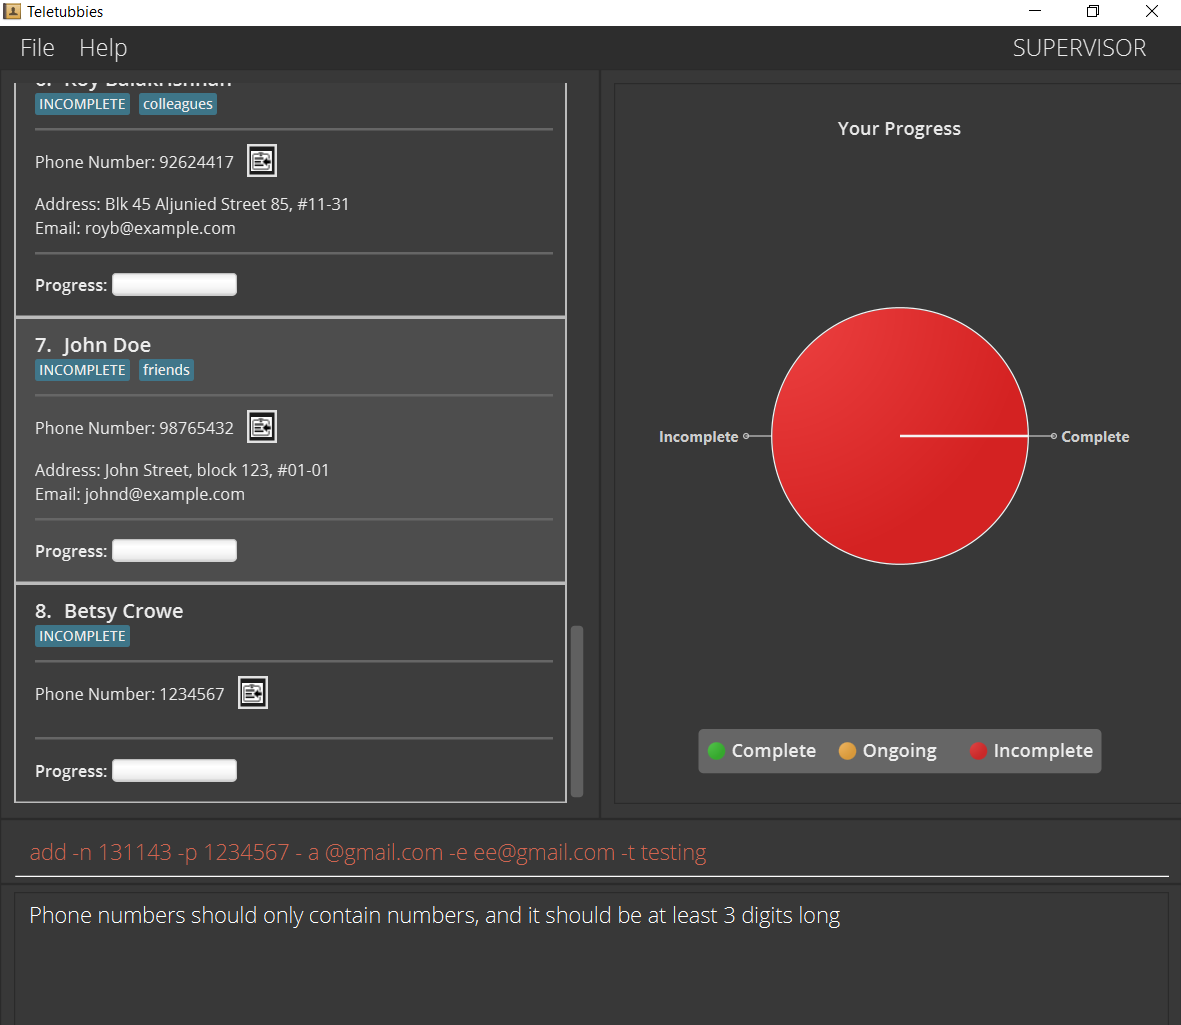 Teletubbies
File Help SUPERVISOR
6. Roy Balakrishnan
INCOMPLETE colleagues
Phone Number: 92624417
Address: Blk 45 Aljunied Street 85, #11-31
Email: royb@example.com
Progress:
7. John Doe
INCOMPLETE friends
Phone Number: 98765432
Address: John Street, block 123, #01-01
Email: johnd@example.com
Progress:
8. Betsy Crowe
INCOMPLETE
Phone Number: 1234567
Progress:
Your Progress
Incomplete
Complete
Complete Ongoing Incomplete
add -n 131143 -p 1234567 - a @gmail.com -e ee@gmail.com -t testing
Phone numbers should only contain numbers, and it should be at least 3 digits long